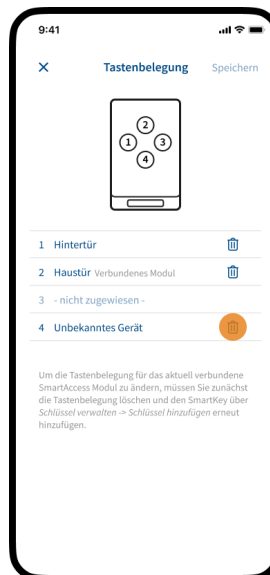 9:41
Tastenbelegung Speichern
2
1 3
4
1 Hintertür
2 Haustür Verbundenes Modul
3 - nicht zugewiesen -
4 Unbekanntes Gerät
Um die Tastenbelegung für das aktuell verbundene
SmartAccess Modul zu ändern, müssen Sie zunächst
die Tastenbelegung löschen und den SmartKey über
Schlüssel verwalten -> Schlüssel hinzufügen erneut
hinzufügen.